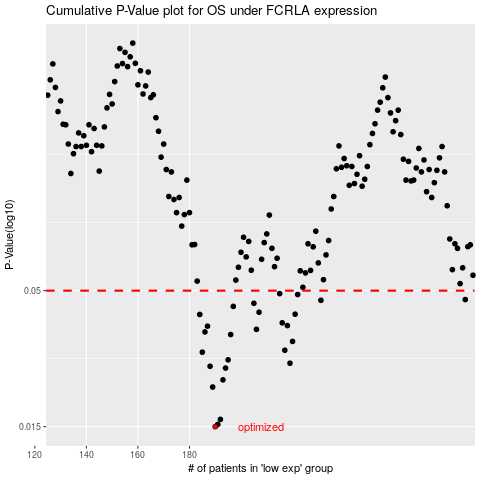 Cumulative P-Value plot for OS under FCRLA expression
P-Value(log10)
0.05
0.015
optimized
120 140 160 180
# of patients in 'low exp' group